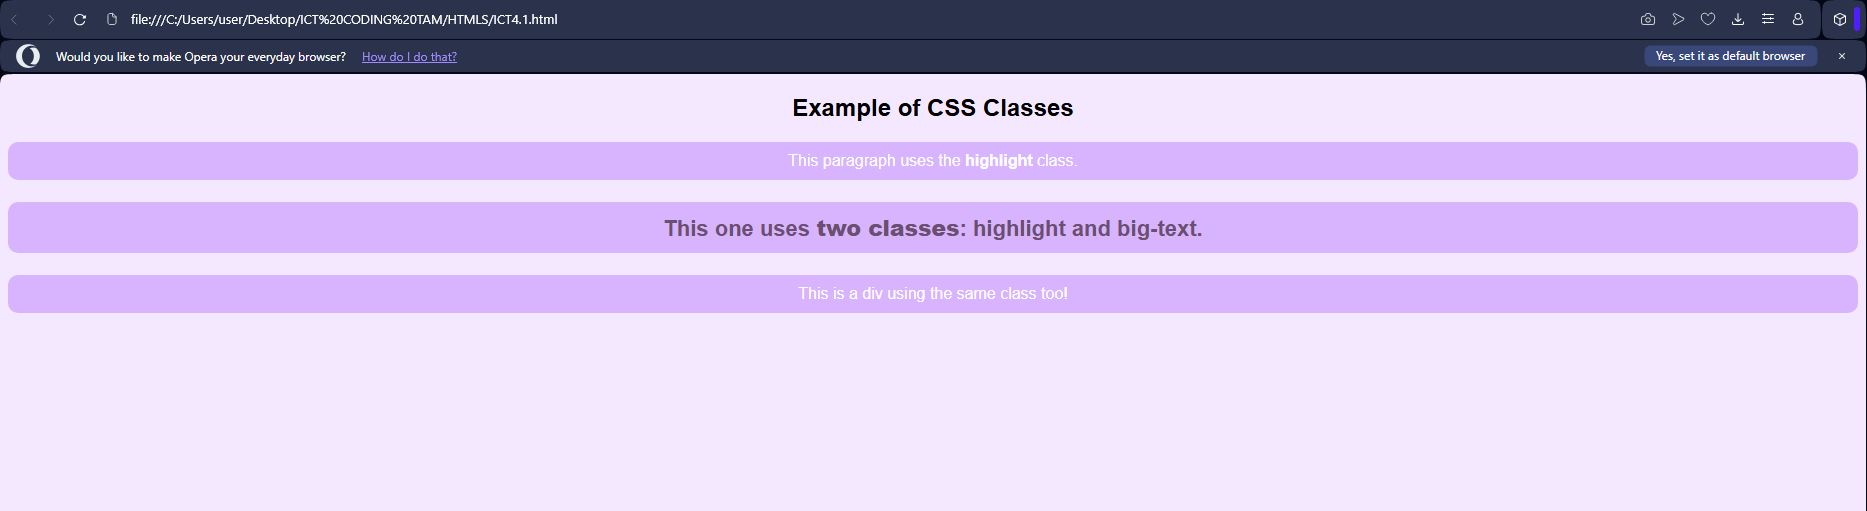 file:///C:/Users/user/Desktop/ICT%20CODING%20TAM/HTMLS/ICT4.1.html
Would you like to make Opera your everyday browser? How do I do that? Yes, set it as default browser
Example of CSS Classes
This paragraph uses the highlight class.
This one uses two classes: highlight and big-text.
This is a div using the same class too!